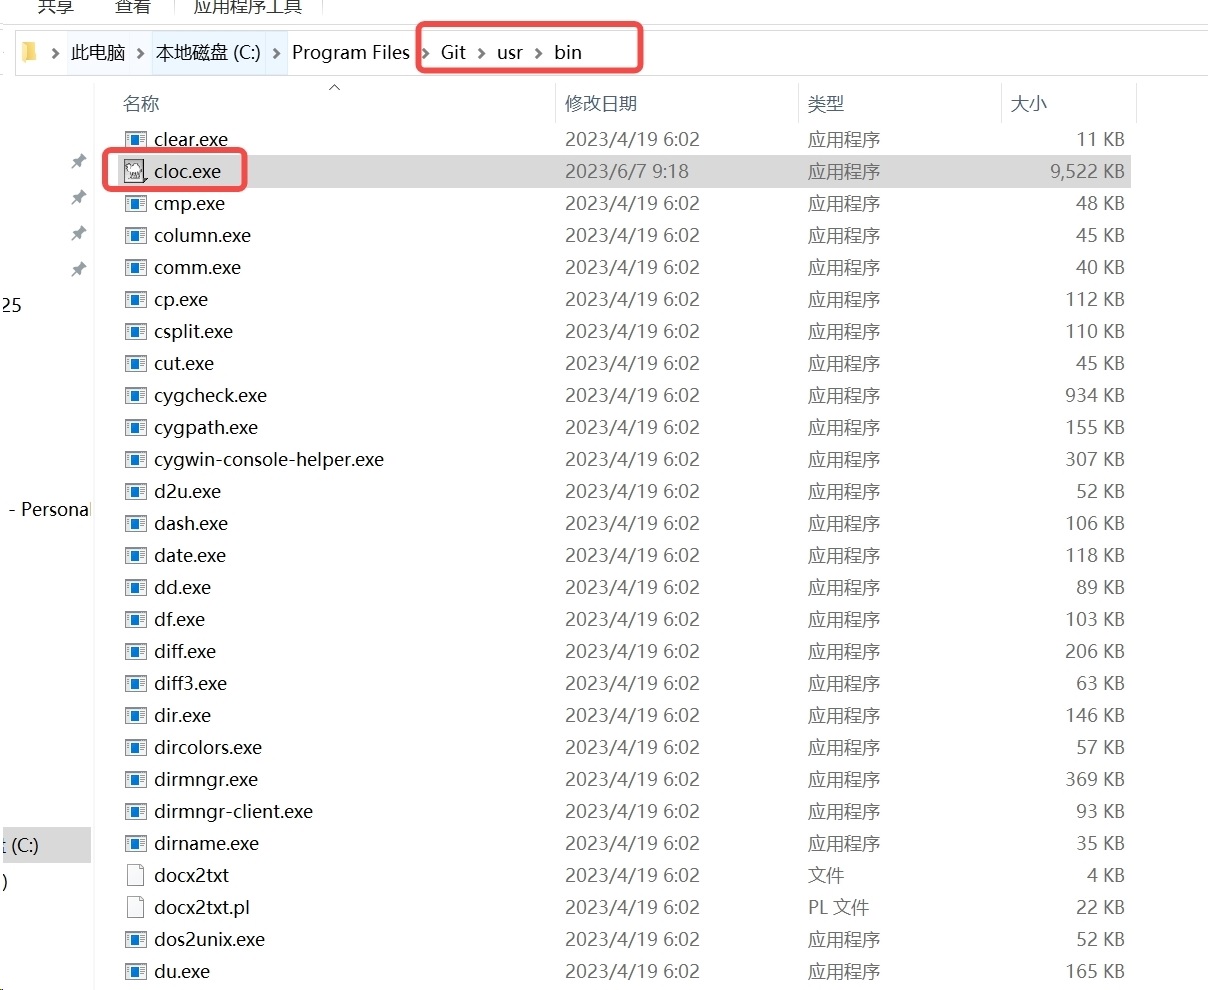 共享 查看 应用程序工具
此电脑 本地磁盘 (C:) Program Files Git usr bin
名称 修改日期 类型 大小
clear.exe 2023/4/19 6:02 应用程序 11 KB
cloc.exe 2023/6/7 9:18 应用程序 9,522 KB
cmp.exe 2023/4/19 6:02 应用程序 48 KB
column.exe 2023/4/19 6:02 应用程序 45 KB
comm.exe 2023/4/19 6:02 应用程序 40 KB
25
cp.exe 2023/4/19 6:02 应用程序 112 KB
csplit.exe 2023/4/19 6:02 应用程序 110 KB
cut.exe 2023/4/19 6:02 应用程序 45 KB
cygcheck.exe 2023/4/19 6:02 应用程序 934 KB
cygpath.exe 2023/4/19 6:02 应用程序 155 KB
cygwin-console-helper.exe 2023/4/19 6:02 应用程序 307 KB
d2u.exe 2023/4/19 6:02 应用程序 52 KB
- Personal
dash.exe 2023/4/19 6:02 应用程序 106 KB
date.exe 2023/4/19 6:02 应用程序 118 KB
dd.exe 2023/4/19 6:02 应用程序 89 KB
df.exe 2023/4/19 6:02 应用程序 103 KB
diff.exe 2023/4/19 6:02 应用程序 206 KB
diff3.exe 2023/4/19 6:02 应用程序 63 KB
dir.exe 2023/4/19 6:02 应用程序 146 KB
dircolors.exe 2023/4/19 6:02 应用程序 57 KB
dirmngr.exe 2023/4/19 6:02 应用程序 369 KB
dirmngr-client.exe 2023/4/19 6:02 应用程序 93 KB
(C:)
dirname.exe 2023/4/19 6:02 应用程序 35 KB
docx2txt 2023/4/19 6:02 文件 4 KB
)
docx2txt.pl 2023/4/19 6:02 PL 文件 22 KB
dos2unix.exe 2023/4/19 6:02 应用程序 52 KB
du.exe 2023/4/19 6:02 应用程序 165 KB